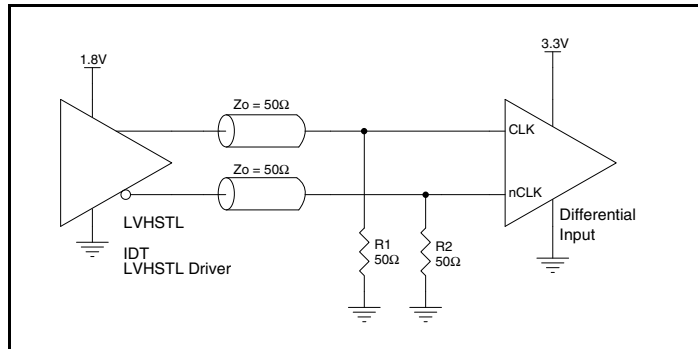 1.8V
3.3V
Zo = 50Ω
CLK
Zo = 50Ω
nCLK
LVHSTL
IDT
LVHSTL Driver
R1
50Ω
R2
50Ω
Differential
Input